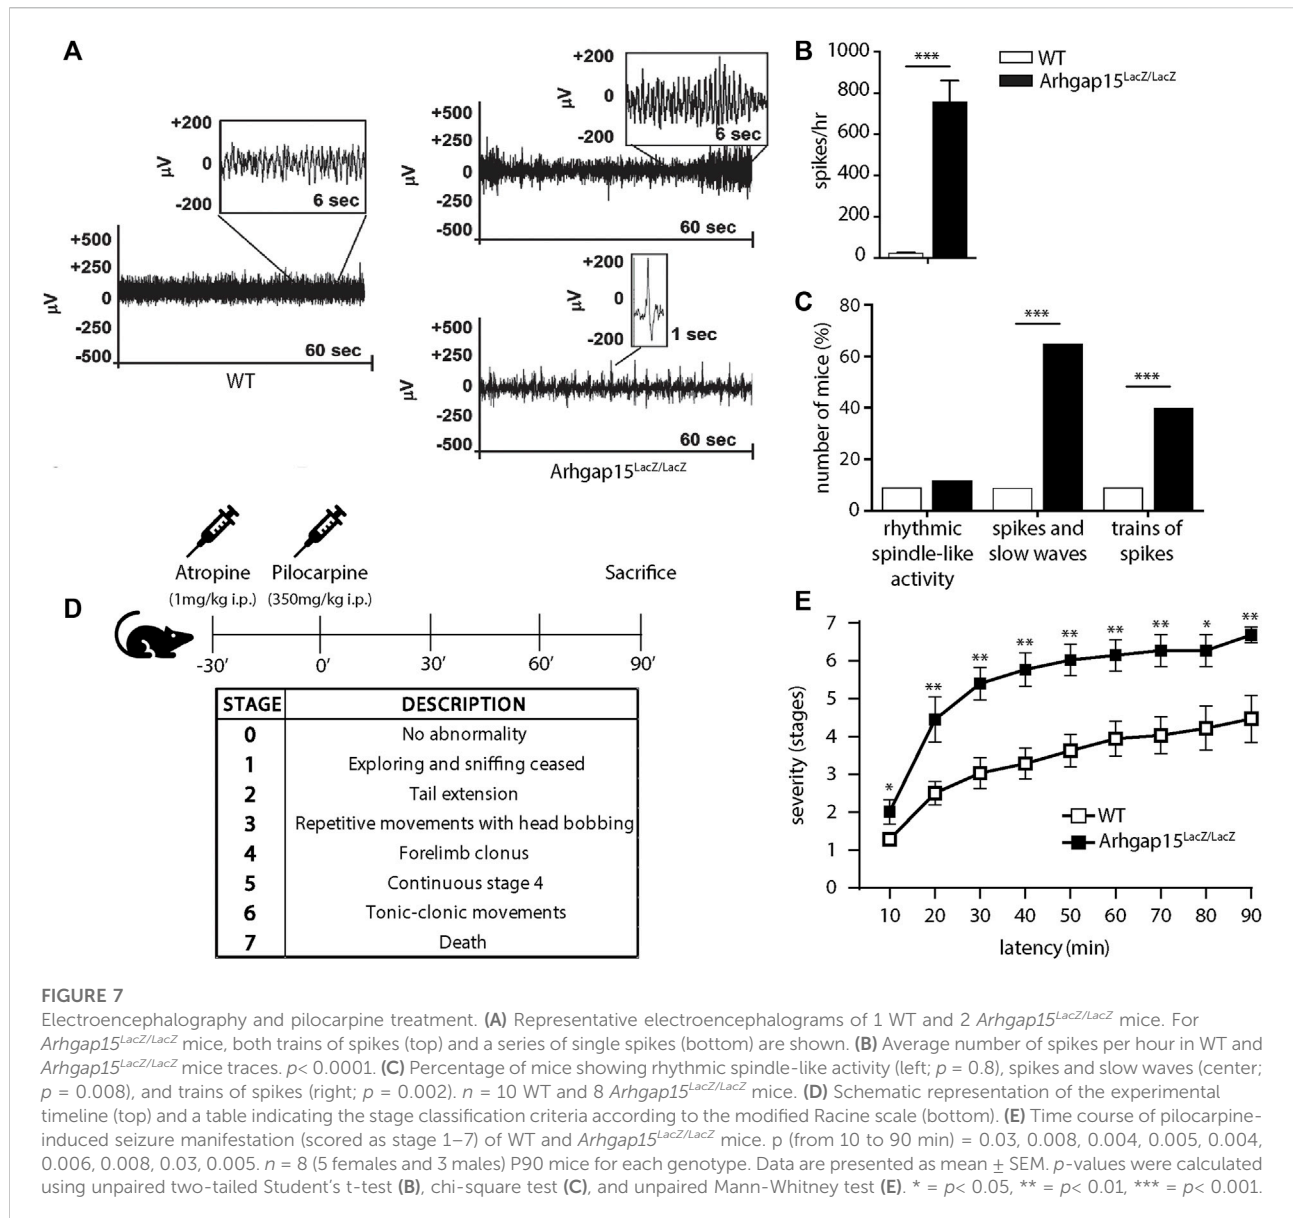 A
+200
0
-200
μV
6 sec
+500
+250
0
-250
-500
μV
60 sec
WT
+200
0
-200
μV
6 sec
+500
+250
0
-250
-500
μV
60 sec
+200
0
-200
μV
1 sec
+500
+250
0
-250
-500
μV
60 sec
Arhgap15LacZ/LacZ
B
1000
800
600
400
200
0
spikes/hr
***
WT
Arhgap15LacZ/LacZ
C
80
60
40
20
0
number of mice (%)
***
***
rhythmic
spindle-like
activity
spikes and
slow waves
trains of
spikes
D
Atropine
(1mg/kg i.p.)
Pilocarpine
(350mg/kg i.p.)
Sacrifice
-30′ 0′ 30′ 60′ 90′
STAGE DESCRIPTION
0 No abnormality
1 Exploring and sniffing ceased
2 Tail extension
3 Repetitive movements with head bobbing
4 Forelimb clonus
5 Continuous stage 4
6 Tonic-clonic movements
7 Death
E
7
6
5
4
3
2
1
0
severity (stages)
* ** ** ** ** ** ** * **
WT
Arhgap15LacZ/LacZ
10 20 30 40 50 60 70 80 90
latency (min)
FIGURE 7
Electroencephalography and pilocarpine treatment. (A) Representative electroencephalograms of 1 WT and 2 Arhgap15LacZ/LacZ mice. For
Arhgap15LacZ/LacZ mice, both trains of spikes (top) and a series of single spikes (bottom) are shown. (B) Average number of spikes per hour in WT and
Arhgap15LacZ/LacZ mice traces. p< 0.0001. (C) Percentage of mice showing rhythmic spindle-like activity (left; p = 0.8), spikes and slow waves (center;
p = 0.008), and trains of spikes (right; p = 0.002). n = 10 WT and 8 Arhgap15LacZ/LacZ mice. (D) Schematic representation of the experimental
timeline (top) and a table indicating the stage classification criteria according to the modified Racine scale (bottom). (E) Time course of pilocarpine-
induced seizure manifestation (scored as stage 1–7) of WT and Arhgap15LacZ/LacZ mice. p (from 10 to 90 min) = 0.03, 0.008, 0.004, 0.005, 0.004,
0.006, 0.008, 0.03, 0.005. n = 8 (5 females and 3 males) P90 mice for each genotype. Data are presented as mean ± SEM. p-values were calculated
using unpaired two-tailed Student's t-test (B), chi-square test (C), and unpaired Mann-Whitney test (E). * = p< 0.05, ** = p< 0.01, *** = p< 0.001.